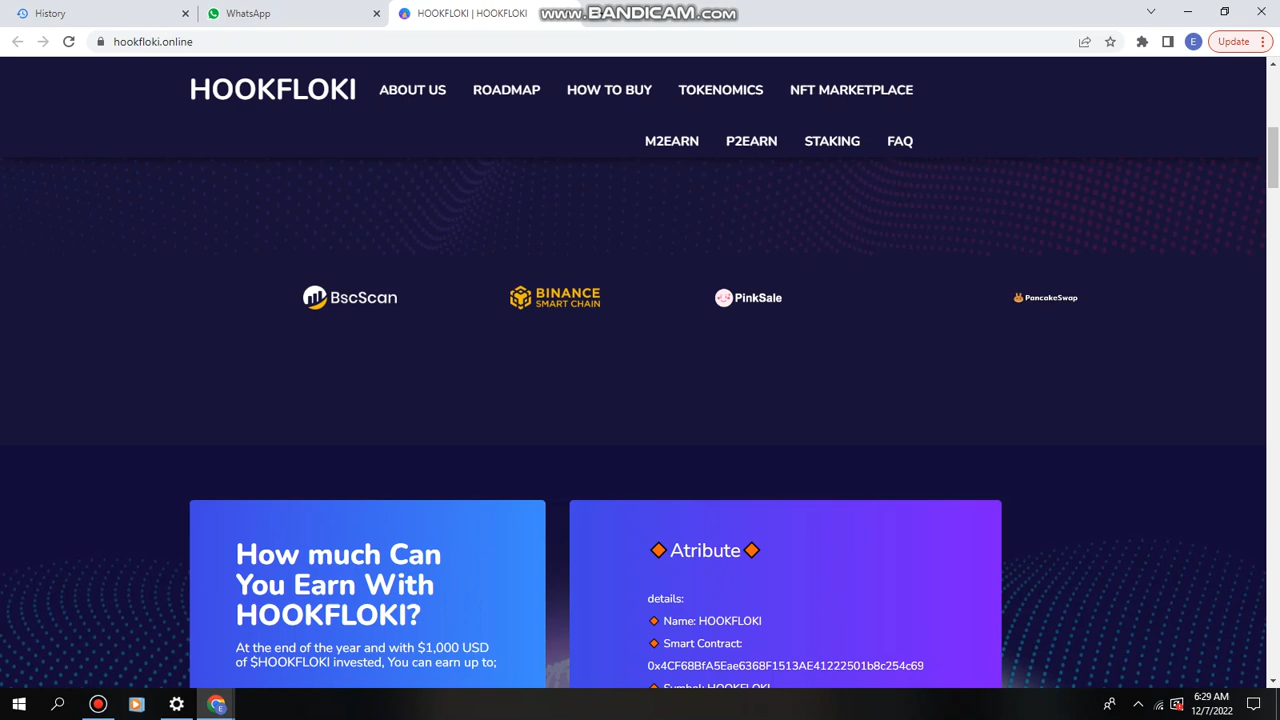 History
WhatsApp
HOOKFLOKI | HOOKFLOKI
www.BANDICAM.com
hookfloki.online
E
Update
HOOKFLOKI
ABOUT US
ROADMAP
HOW TO BUY
TOKENOMICS
NFT MARKETPLACE
M2EARN
P2EARN
STAKING
FAQ
BscScan
BINANCE
SMART CHAIN
PinkSale
PancakeSwap
How much Can
You Earn With
HOOKFLOKI?
At the end of the year and with $1,000 USD
of $HOOKFLOKI invested, You can earn up to;
🔶Atribute🔶
details:
🔸 Name: HOOKFLOKI
🔸 Smart Contract:
0x4CF68BfA5Eae6368F1513AE41222501b8c254c69
🔸 Symbol: HOOKFLOKI
6:29 AM
12/7/2022